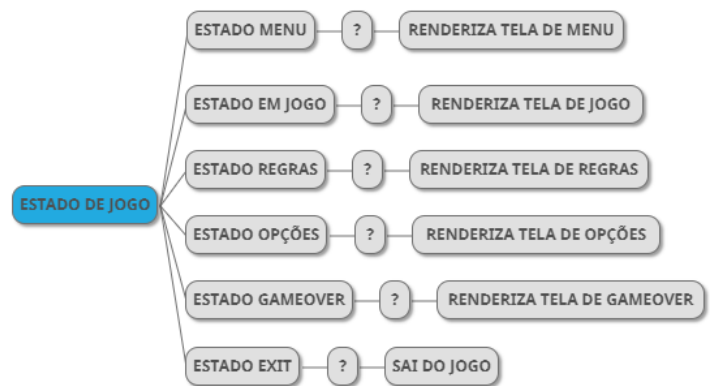 ESTADO MENU ? RENDERIZA TELA DE MENU
ESTADO EM JOGO ? RENDERIZA TELA DE JOGO
ESTADO REGRAS ? RENDERIZA TELA DE REGRAS
ESTADO DE JOGO
ESTADO OPÇÕES ? RENDERIZA TELA DE OPÇÕES
ESTADO GAMEOVER ? RENDERIZA TELA DE GAMEOVER
ESTADO EXIT ? SAI DO JOGO